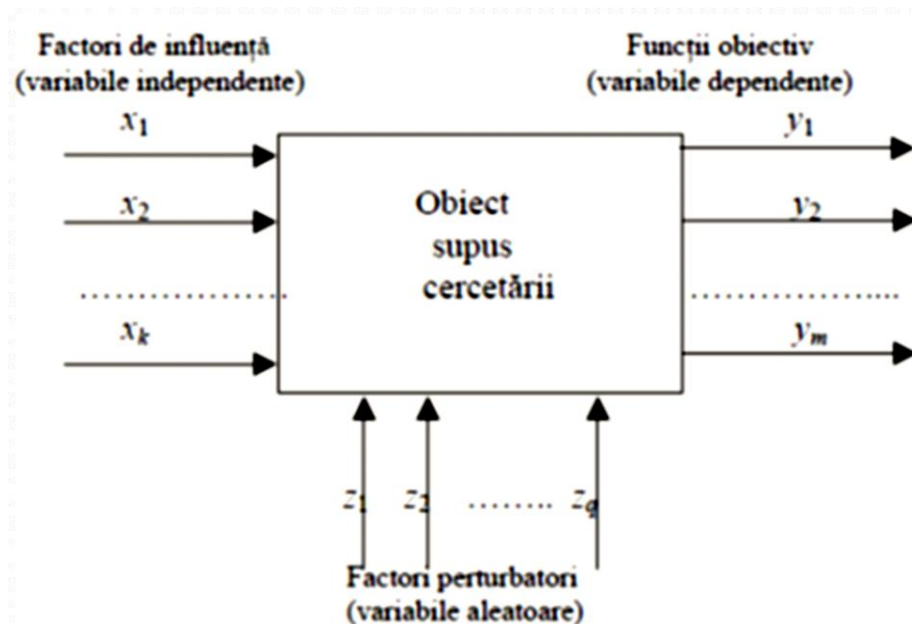 Factori de influență
(variabile independente)
Funcții obiectiv
(variabile dependente)
x1
y1
x2
y2
Obiect
supus
cercetării
……………… 
………………...
xk
ym
z1 z2 …….. zq
Factori perturbatori
(variabile aleatoare)